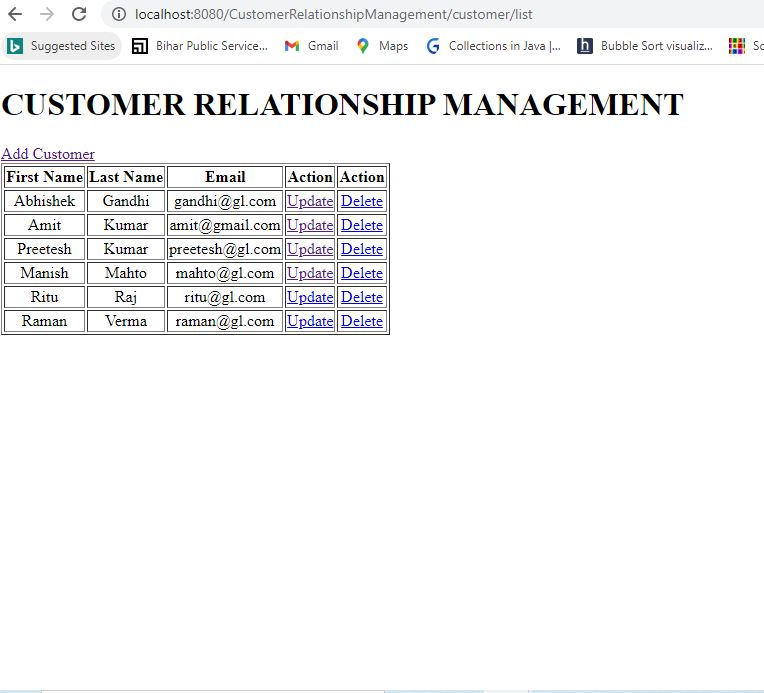 localhost:8080/CustomerRelationshipManagement/customer/list
Suggested Sites Bihar Public Service... Gmail Maps Collections in Java |... Bubble Sort visualiz... Sc
CUSTOMER RELATIONSHIP MANAGEMENT
Add Customer
First Name Last Name Email Action Action
Abhishek Gandhi gandhi@gl.com Update Delete
Amit Kumar amit@gmail.com Update Delete
Preetesh Kumar preetesh@gl.com Update Delete
Manish Mahto mahto@gl.com Update Delete
Ritu Raj ritu@gl.com Update Delete
Raman Verma raman@gl.com Update Delete